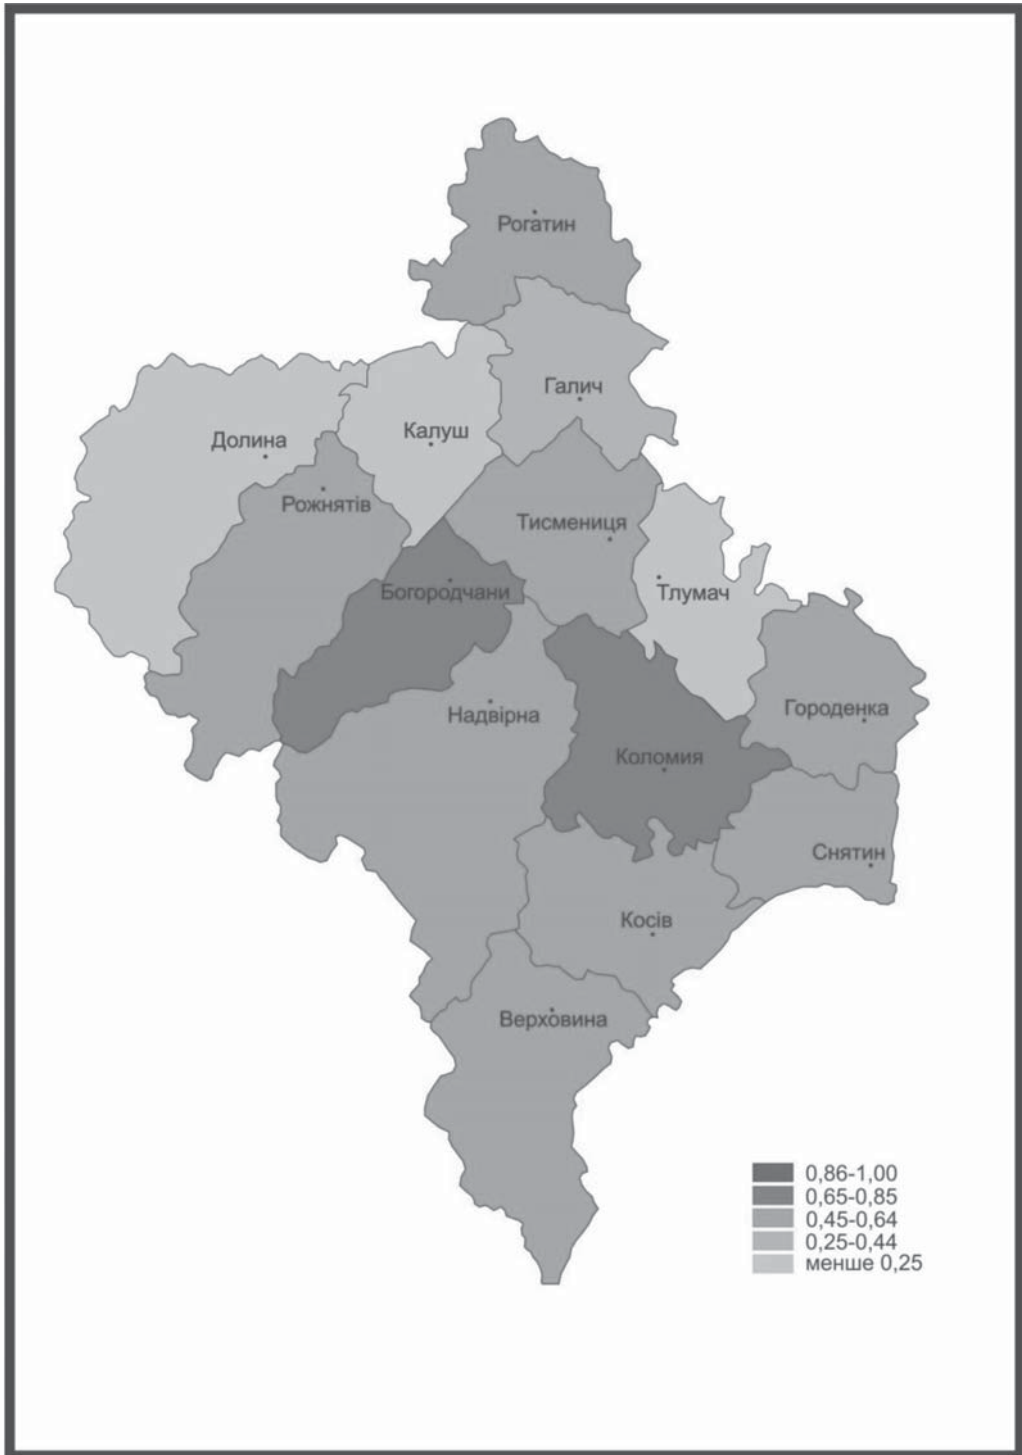 Рогатин
Галич
Калуш
Долина
Рожнятів
Тисмениця
Богородчани
Тлумач
Городенка
Надвірна
Коломия
Снятин
Косів
Верховина
0,86-1,00
0,65-0,85
0,45-0,64
0,25-0,44
менше 0,25